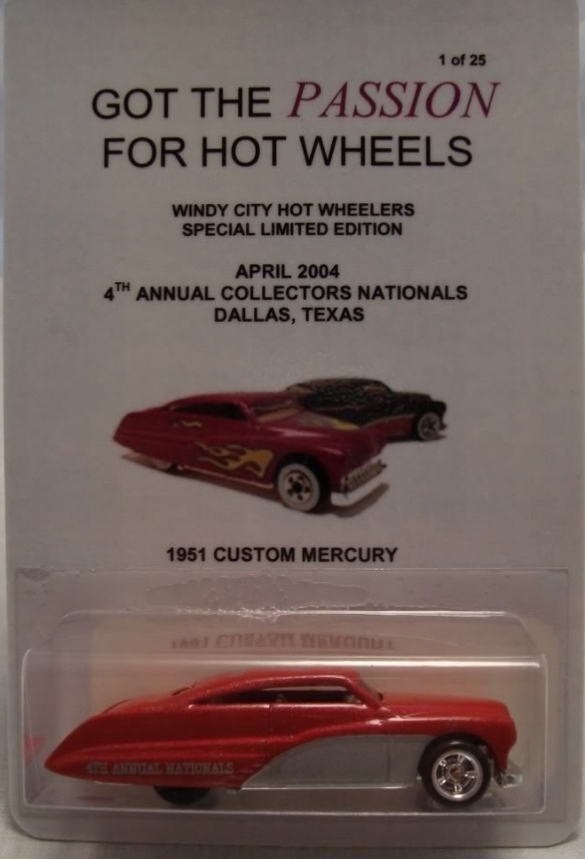 1 of 25
GOT THE PASSION
FOR HOT WHEELS
WINDY CITY HOT WHEELERS
SPECIAL LIMITED EDITION
APRIL 2004
4TH ANNUAL COLLECTORS NATIONALS
DALLAS, TEXAS
1951 CUSTOM MERCURY
4TH ANNUAL NATIONALS